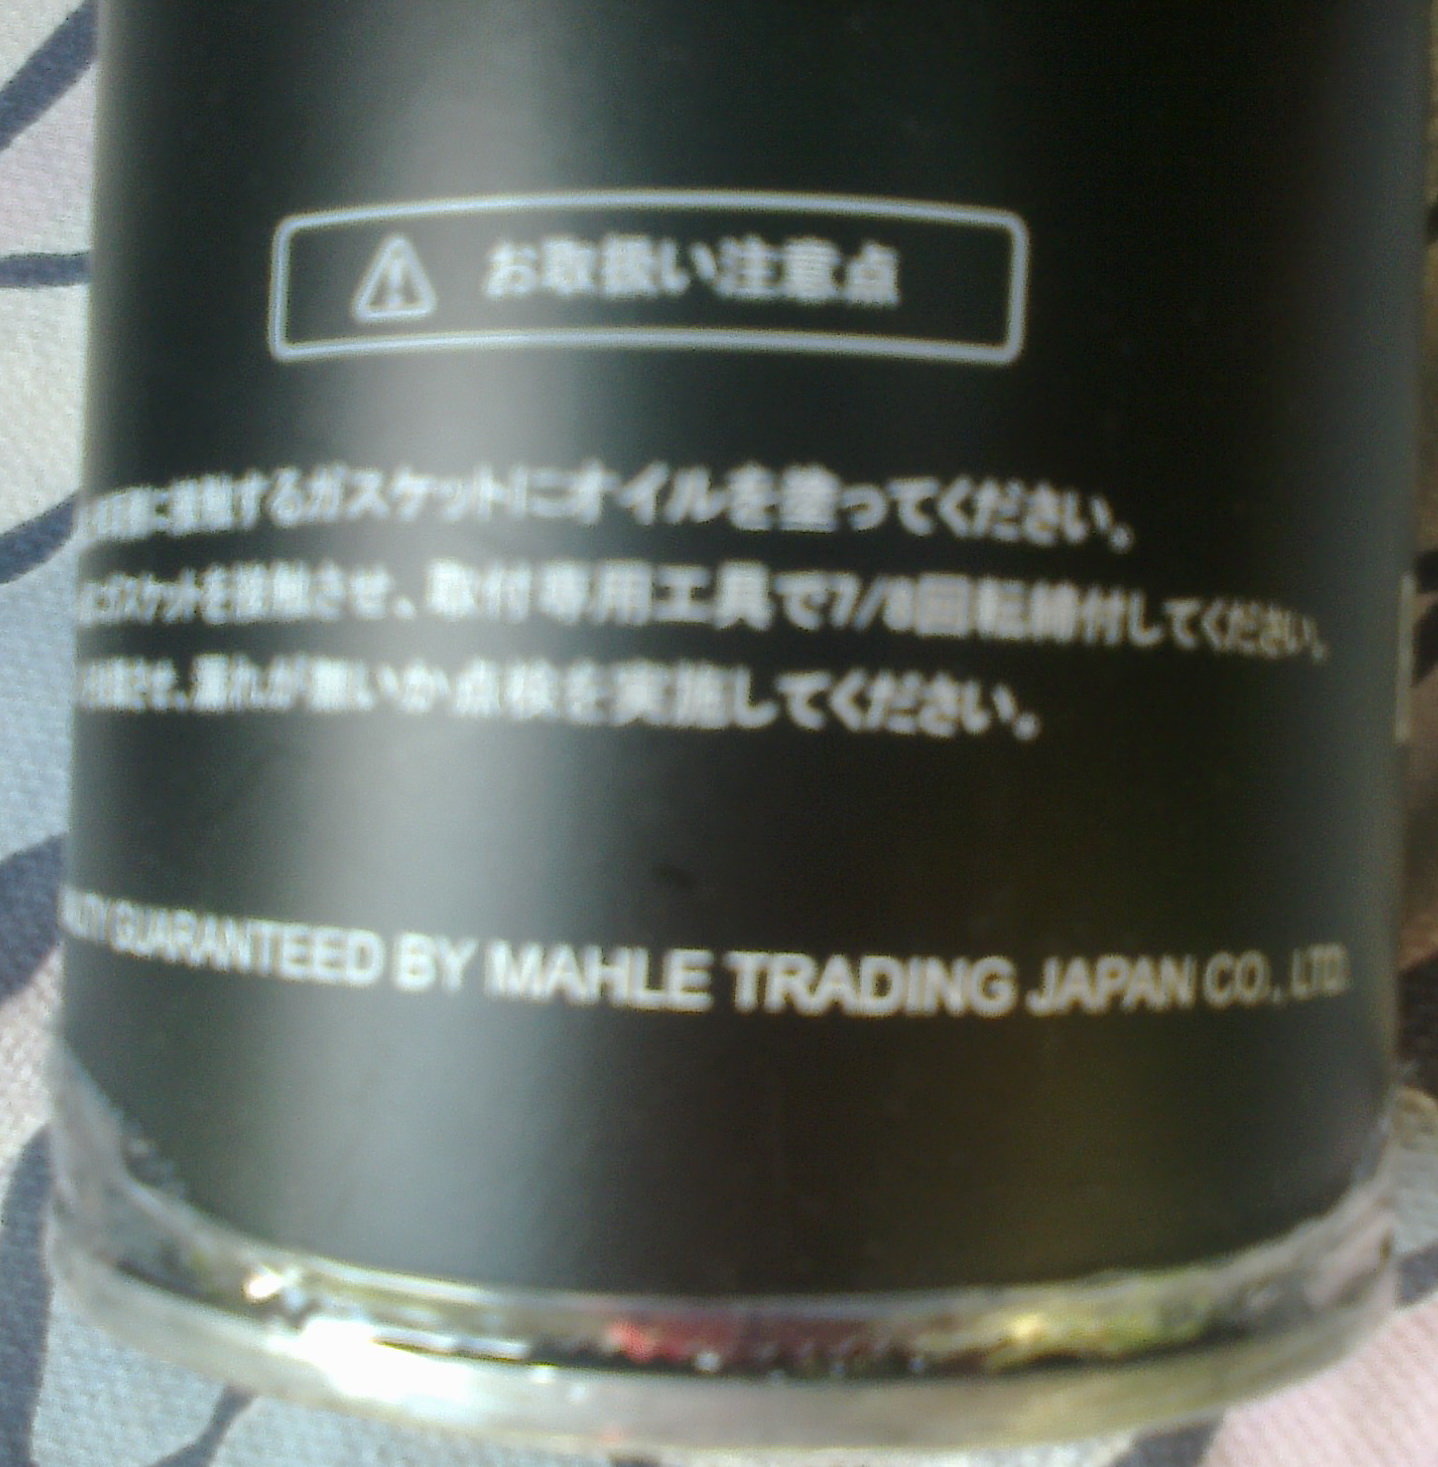 お取扱い注意点
に接触するガスケットにオイルを塗ってください。
にガスケットを接触させ、取付専用工具で7/8回転締付してください。
させ、漏れが無いか点検を実施してください。
GUARANTEED BY MAHLE TRADING JAPAN CO., LTD.